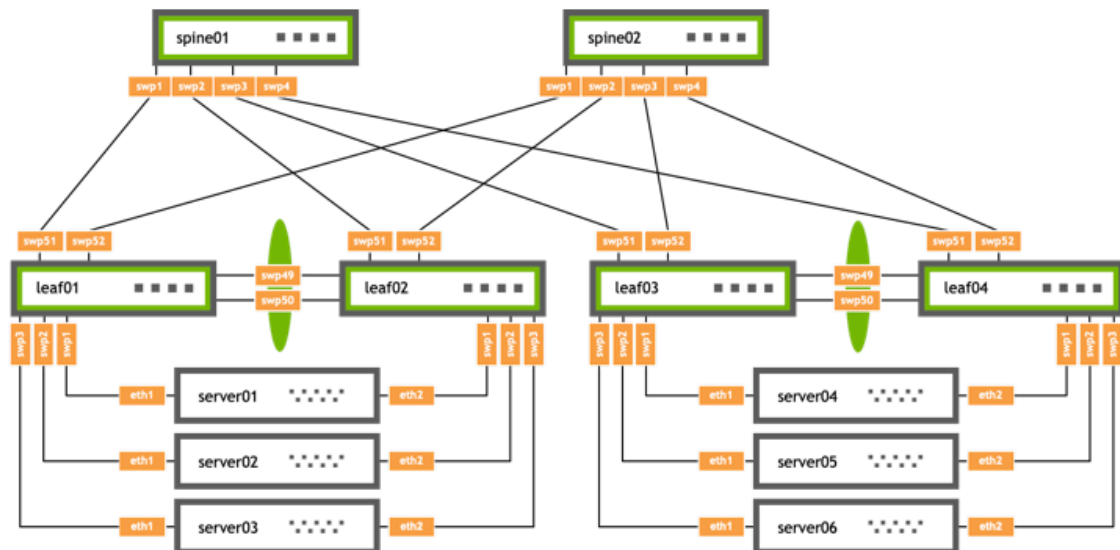 spine01
spine02
swp1 swp2 swp3 swp4
swp1 swp2 swp3 swp4
swp51 swp52
swp51 swp52
swp51 swp52
swp51 swp52
leaf01
swp49
swp50
leaf02
leaf03
swp49
swp50
leaf04
swp3 swp2 swp1
swp1 swp2 swp3
swp3 swp2 swp1
swp1 swp2 swp3
eth1 server01 eth2
eth1 server04 eth2
eth1 server02 eth2
eth1 server05 eth2
eth1 server03 eth2
eth1 server06 eth2